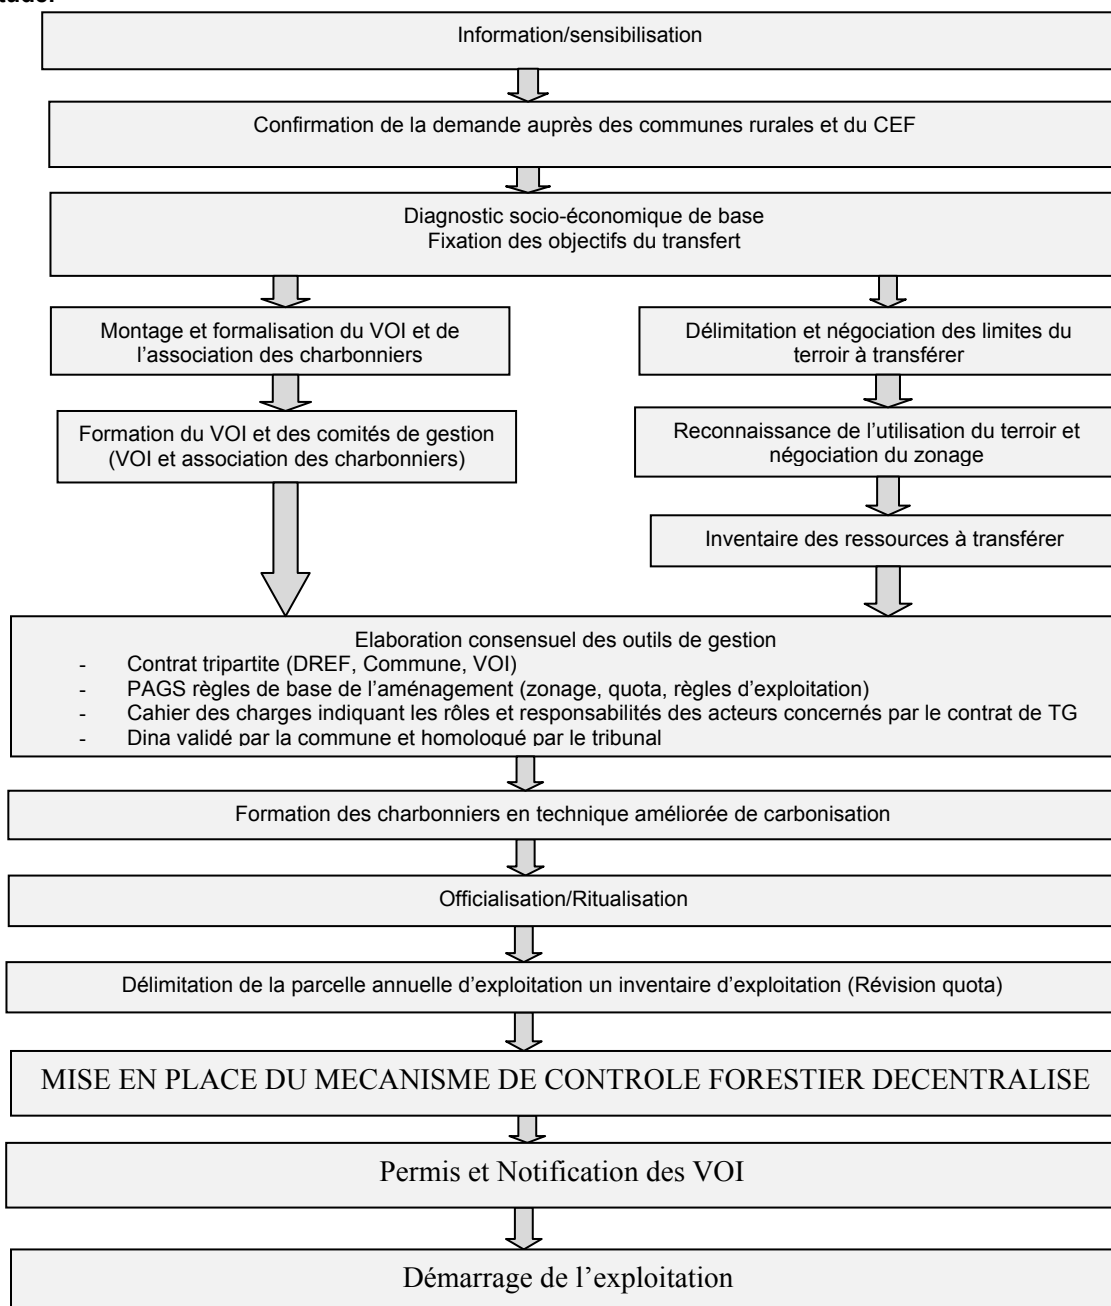 Information/sensibilisation
Confirmation de la demande auprès des communes rurales et du CEF
Diagnostic socio-économique de base
Fixation des objectifs du transfert
Montage et formalisation du VOI et de
l'association des charbonniers
Délimitation et négociation des limites du
terroir à transférer
Formation du VOI et des comités de gestion
(VOI et association des charbonniers)
Reconnaissance de l'utilisation du terroir et
négociation du zonage
Inventaire des ressources à transférer
Elaboration consensuel des outils de gestion
- Contrat tripartite (DREF, Commune, VOI)
- PAGS règles de base de l'aménagement (zonage, quota, règles d'exploitation)
- Cahier des charges indiquant les rôles et responsabilités des acteurs concernés par le contrat de TG
- Dina validé par la commune et homologué par le tribunal
Formation des charbonniers en technique améliorée de carbonisation
Officialisation/Ritualisation
Délimitation de la parcelle annuelle d'exploitation un inventaire d'exploitation (Révision quota)
MISE EN PLACE DU MECANISME DE CONTROLE FORESTIER DECENTRALISE
Permis et Notification des VOI
Démarrage de l'exploitation